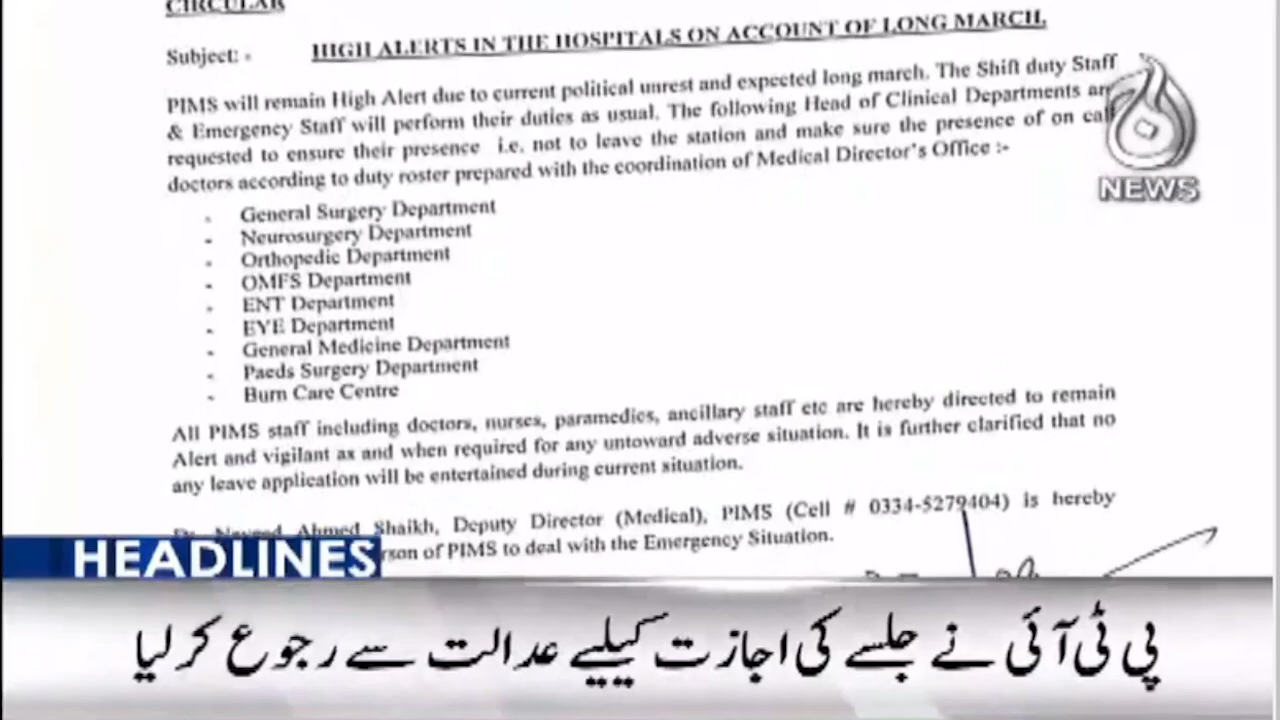 CIRCULAR
Subject: - HIGH ALERTS IN THE HOSPITALS ON ACCOUNT OF LONG MARCH.
PIMS will remain High Alert due to current political unrest and expected long march. The Shift duty Staff
& Emergency Staff will perform their duties as usual. The following Head of Clinical Departments are
requested to ensure their presence i.e. not to leave the station and make sure the presence of on call
doctors according to duty roster prepared with the coordination of Medical Director's Office :-
- General Surgery Department
- Neurosurgery Department
- Orthopedic Department
- OMFS Department
- ENT Department
- EYE Department
- General Medicine Department
- Paeds Surgery Department
- Burn Care Centre
All PIMS staff including doctors, nurses, paramedics, ancillary staff etc are hereby directed to remain
Alert and vigilant as and when required for any untoward adverse situation. It is further clarified that no
any leave application will be entertained during current situation.
Dr. Naveed Ahmed Shaikh, Deputy Director (Medical), PIMS (Cell # 0334-5279404) is hereby
rson of PIMS to deal with the Emergency Situation.
NEWS
HEADLINES
پی ٹی آئی نے جلسے کی اجازت کیلیے عدالت سے رجوع کر لیا